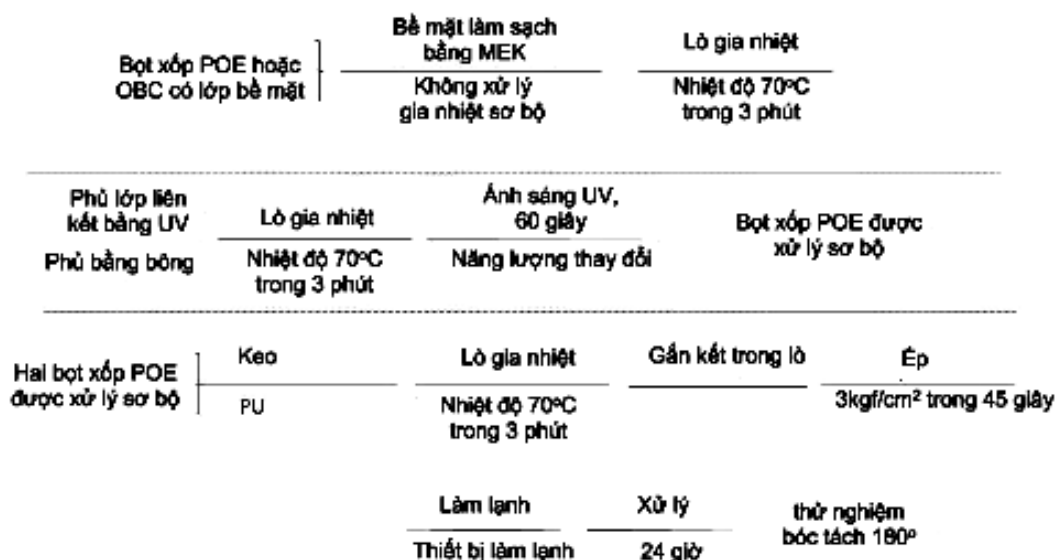 Bọt xốp POE hoặc
OBC có lớp bề mặt
Bề mặt làm sạch
bằng MEK
Không xử lý
gia nhiệt sơ bộ
Lò gia nhiệt
Nhiệt độ 70ºC
trong 3 phút
Phủ lớp liên
kết bằng UV
Phủ bằng bông
Lò gia nhiệt
Nhiệt độ 70ºC
trong 3 phút
Ánh sáng UV,
60 giây
Năng lượng thay đổi
Bọt xốp POE được
xử lý sơ bộ
Hai bọt xốp POE
được xử lý sơ bộ
Keo
PU
Lò gia nhiệt
Nhiệt độ 70ºC
trong 3 phút
Gắn kết trong lò
Ép
3kgf/cm² trong 45 giây
Làm lạnh
Thiết bị làm lạnh
Xử lý
24 giờ
thử nghiệm
bóc tách 180º